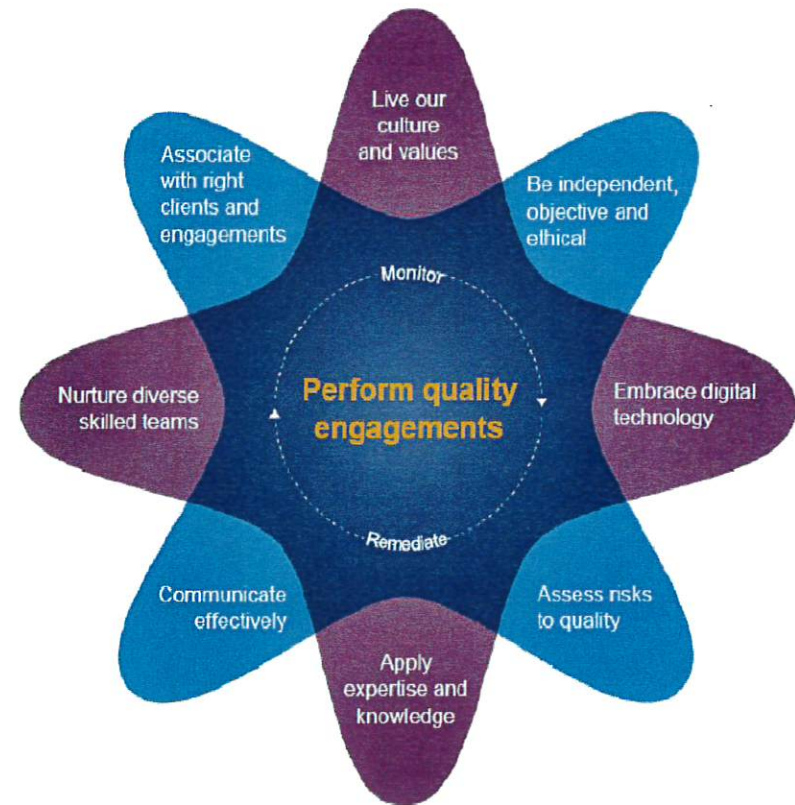 Live our
culture
and values
Associate
with right
clients and
engagements
Be independent,
objective and
ethical
Monitor
Nurture diverse
skilled teams
Perform quality
engagements
Embrace digital
technology
Remediate
Communicate
effectively
Assess risks
to quality
Apply
expertise and
knowledge